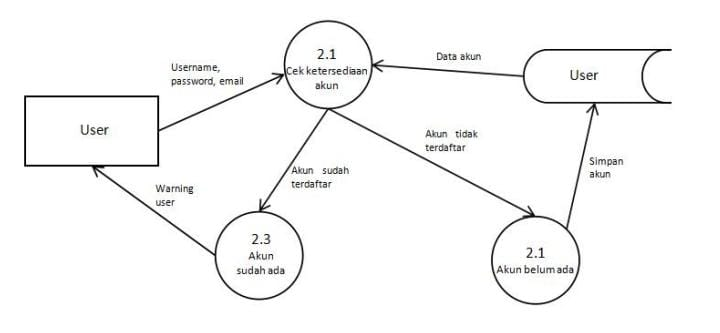 2.1
Cek ketersediaan
akun
Username,
password, email
Data akun
User
User
Akun tidak
terdaftar
Akun sudah
terdaftar
Simpan
akun
Warning
user
2.3
Akun
sudah ada
2.1
Akun belum ada